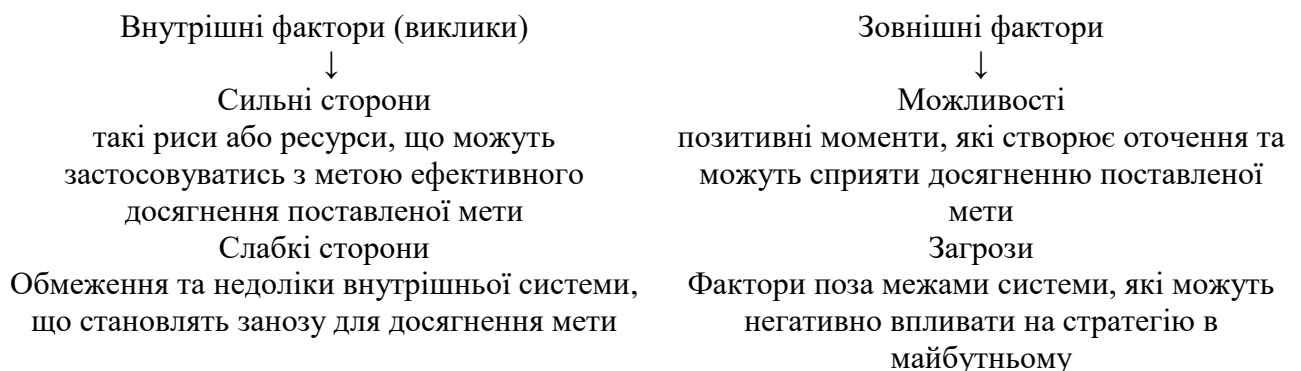 Внутрішні фактори (виклики)
↓
Сильні сторони
такі риси або ресурси, що можуть
застосовуватись з метою ефективного
досягнення поставленої мети
Слабкі сторони
Обмеження та недоліки внутрішньої системи,
що становлять занозу для досягнення мети
Зовнішні фактори
↓
Можливості
позитивні моменти, які створює оточення та
можуть сприяти досягненню поставленої
мети
Загрози
Фактори поза межами системи, які можуть
негативно впливати на стратегію в
майбутньому